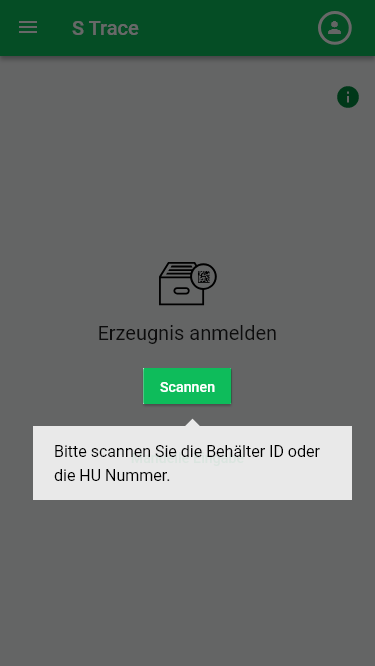 S Trace
Erzeugnis anmelden
Scannen
Bitte scannen Sie die Behälter ID oder
die HU Nummer.